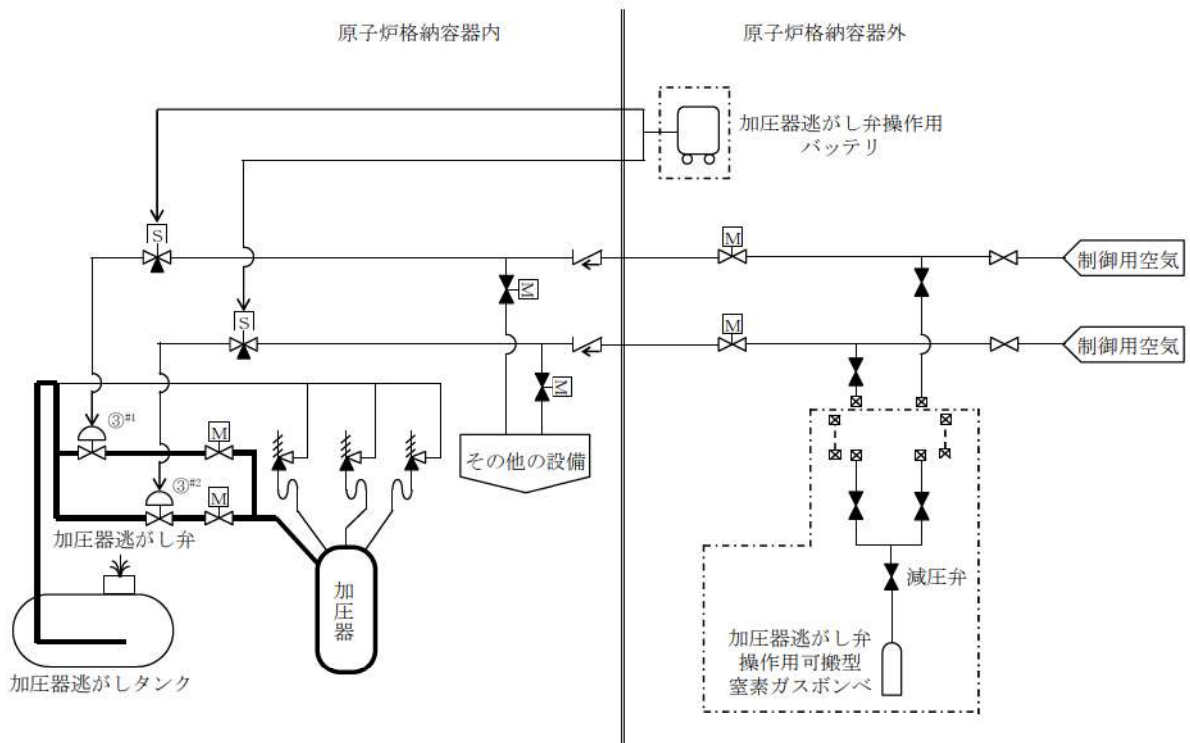 原子炉格納容器内
原子炉格納容器外
加圧器逃がし弁操作用
バッテリ
S
M
制御用空気
M
S
M
制御用空気
M
③#1
M
その他の設備
③#2
M
加圧器逃がし弁
減圧弁
加圧器
加圧器逃がし弁
操作用可搬型
窒素ガスボンベ
加圧器逃がしタンク